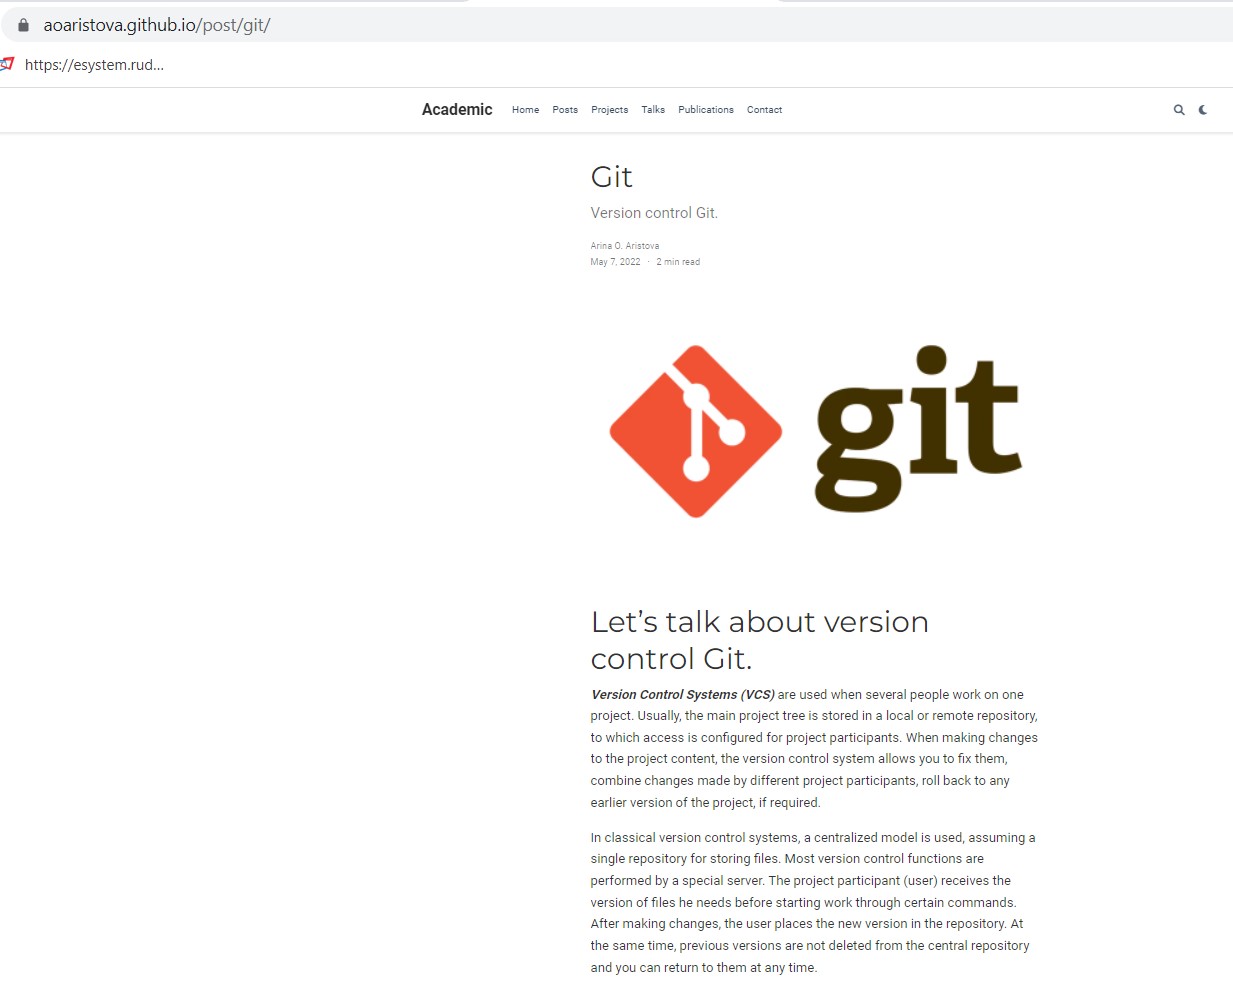 aoaristova.github.io/post/git/
https://esystem.rud...
Academic Home Posts Projects Talks Publications Contact
Git
Version control Git.
Arina O. Aristova
May 7, 2022 · 2 min read
git
Let’s talk about version
control Git.
Version Control Systems (VCS) are used when several people work on one
project. Usually, the main project tree is stored in a local or remote repository,
to which access is configured for project participants. When making changes
to the project content, the version control system allows you to fix them,
combine changes made by different project participants, roll back to any
earlier version of the project, if required.
In classical version control systems, a centralized model is used, assuming a
single repository for storing files. Most version control functions are
performed by a special server. The project participant (user) receives the
version of files he needs before starting work through certain commands.
After making changes, the user places the new version in the repository. At
the same time, previous versions are not deleted from the central repository
and you can return to them at any time.